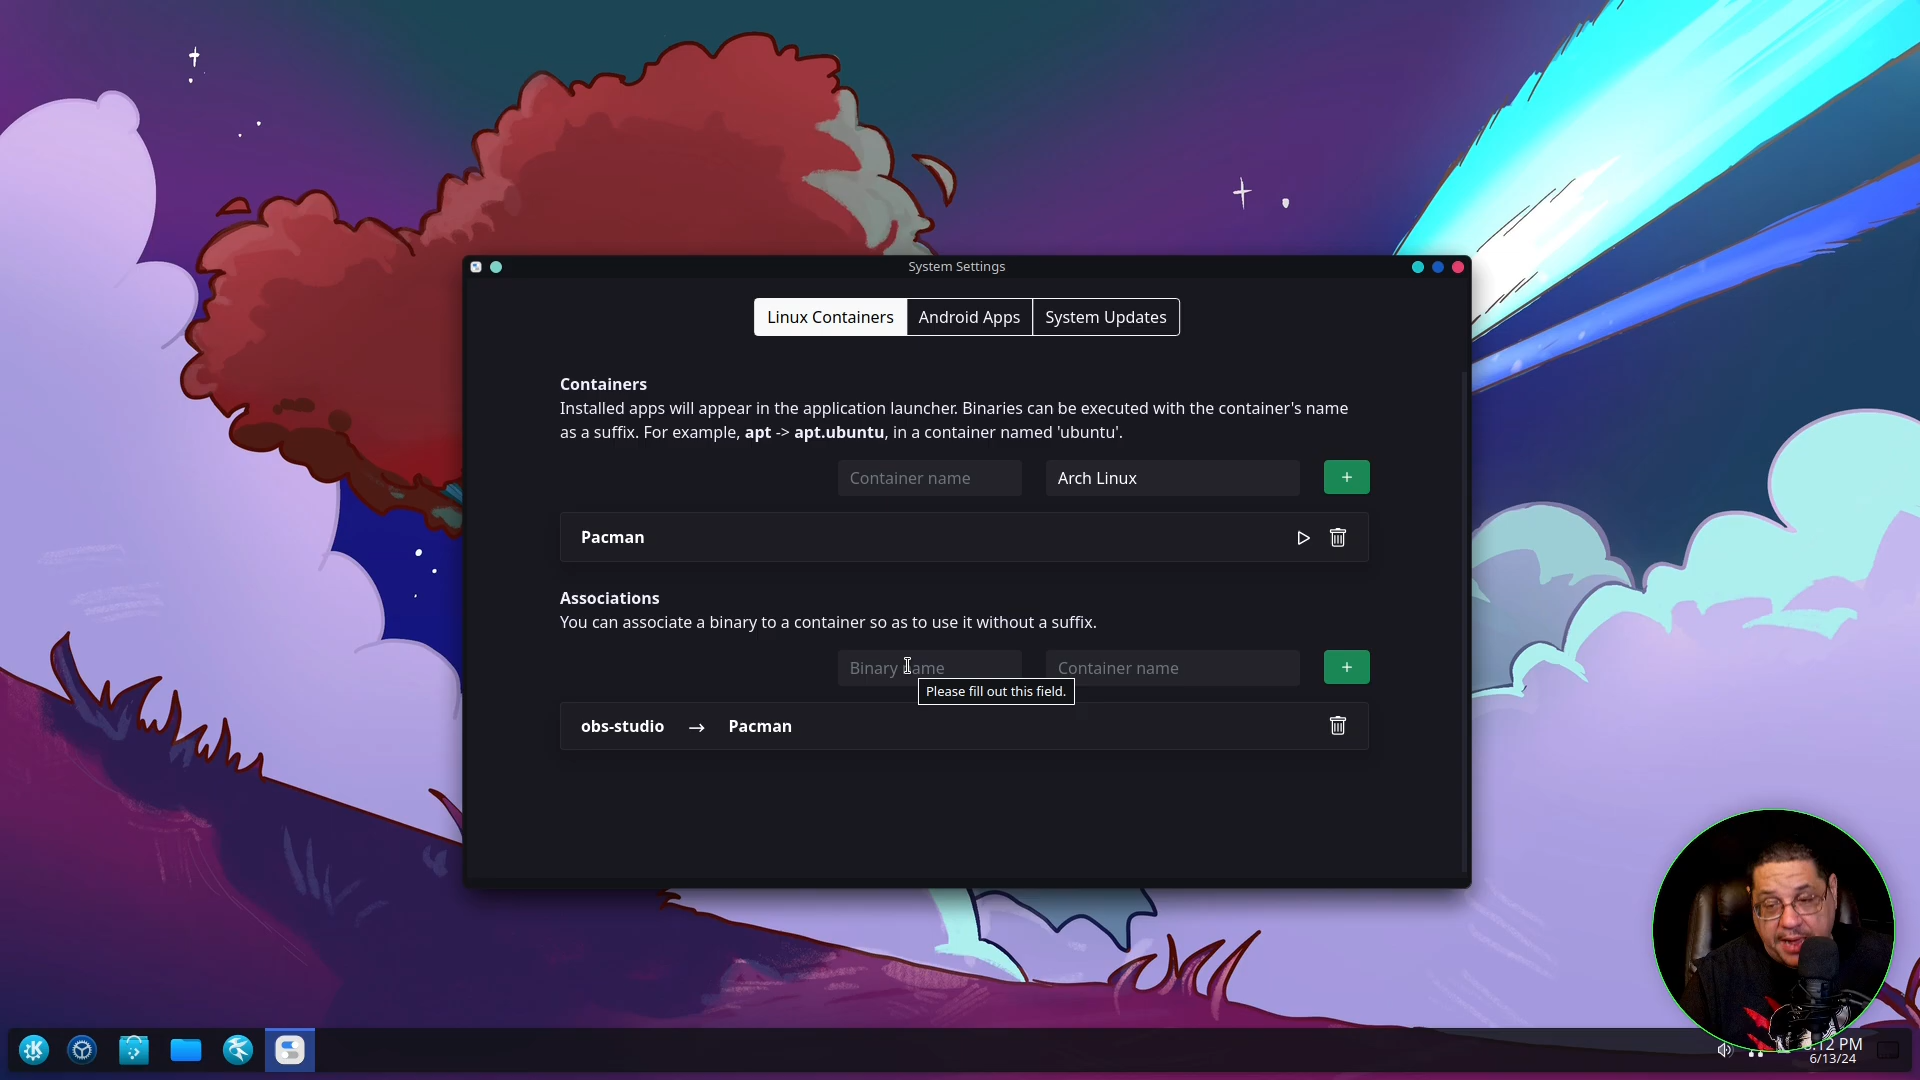 System Settings
Linux Containers
Android Apps
System Updates
Containers
Installed apps will appear in the application launcher. Binaries can be executed with the container's name
as a suffix. For example, apt -> apt.ubuntu, in a container named 'ubuntu'.
Container name
Arch Linux
+
Pacman
Associations
You can associate a binary to a container so as to use it without a suffix.
Binary name
Container name
+
Please fill out this field.
obs-studio → Pacman
:12 PM
6/13/24